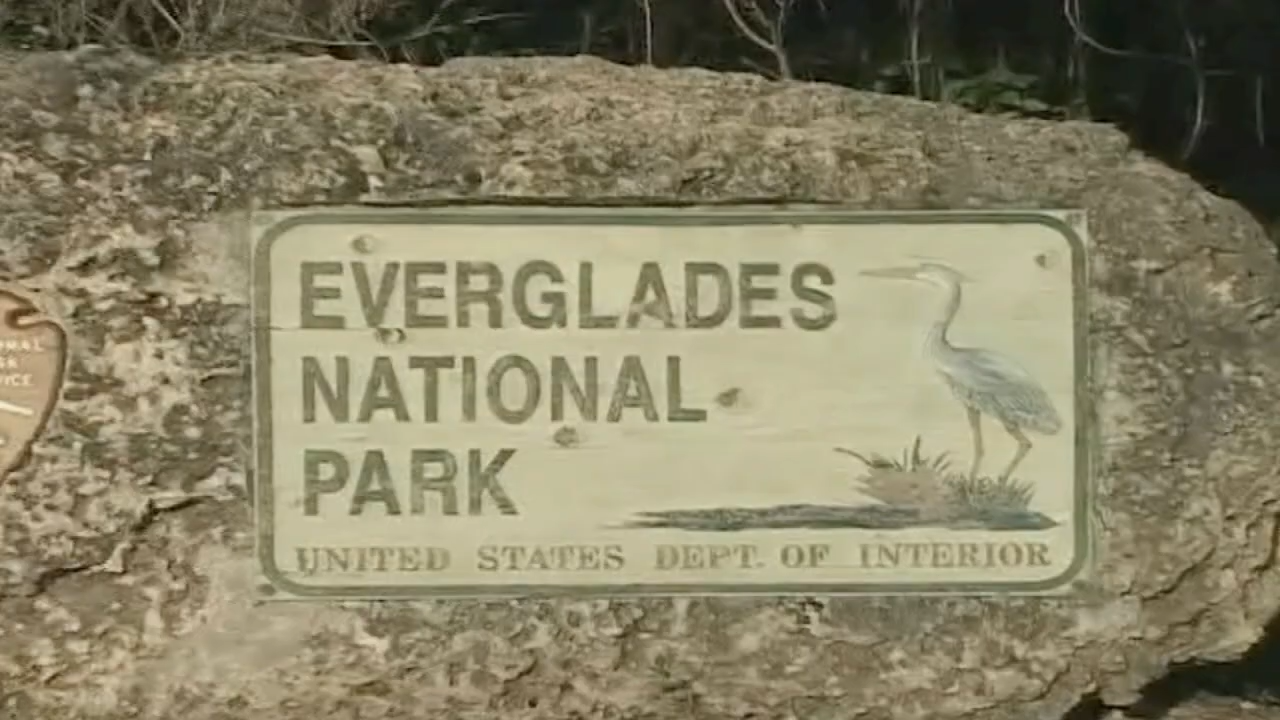 EVERGLADES
NATIONAL
PARK
UNITED STATES DEPT. OF INTERIOR